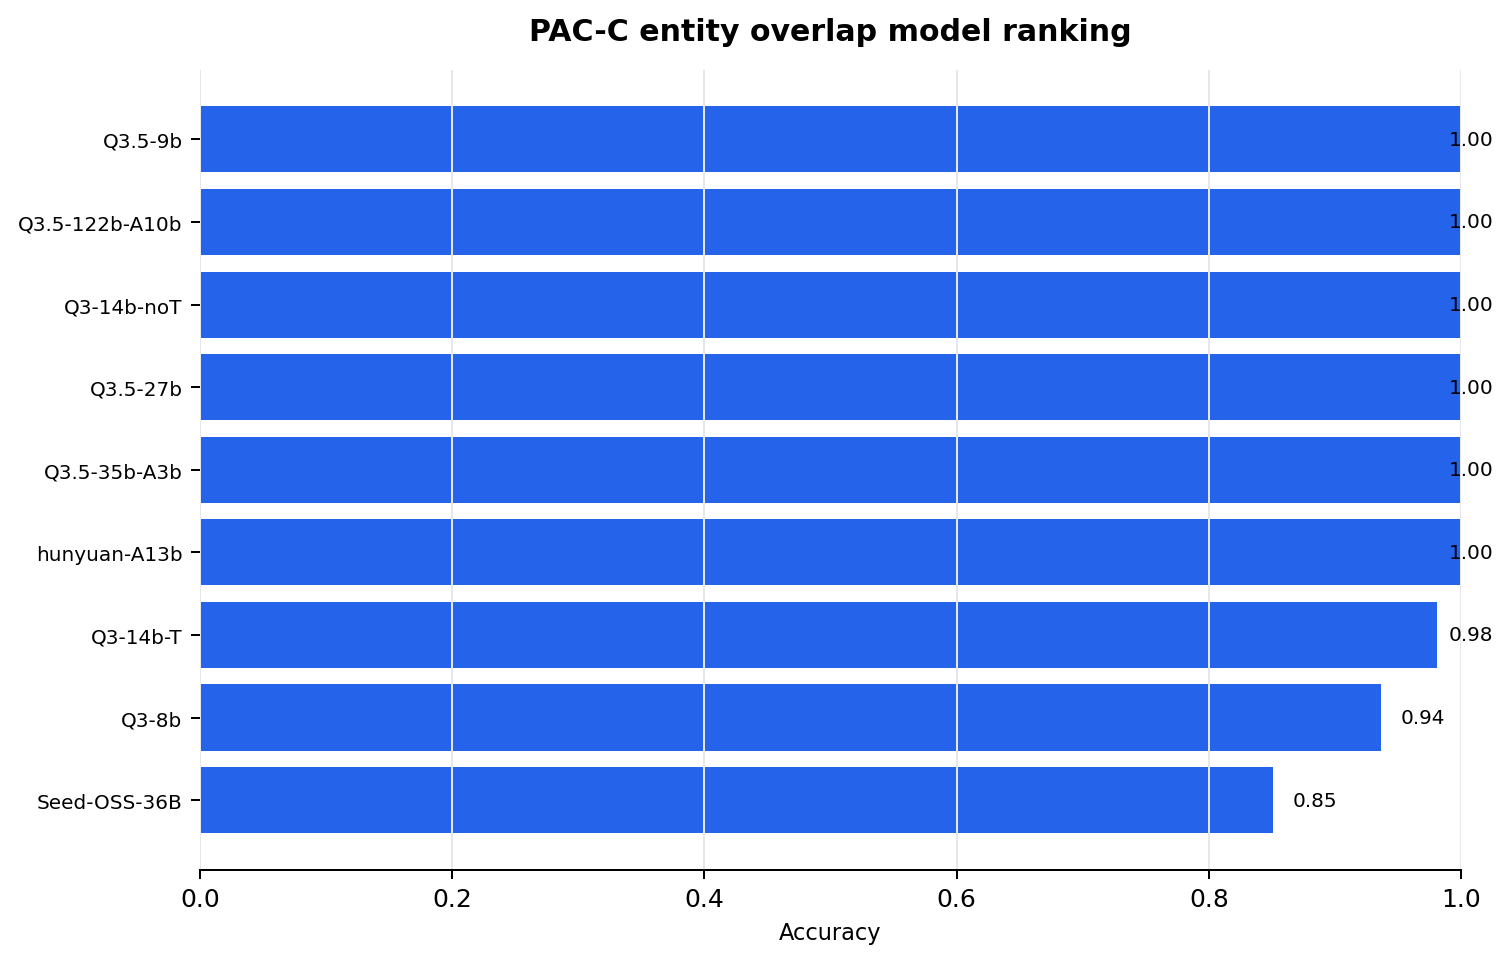 PAC-C entity overlap model ranking
Q3.5-9b 1.00
Q3.5-122b-A10b 1.00
Q3-14b-noT 1.00
Q3.5-27b 1.00
Q3.5-35b-A3b 1.00
hunyuan-A13b 1.00
Q3-14b-T 0.98
Q3-8b 0.94
Seed-OSS-36B 0.85
0.0 0.2 0.4 0.6 0.8 1.0
Accuracy